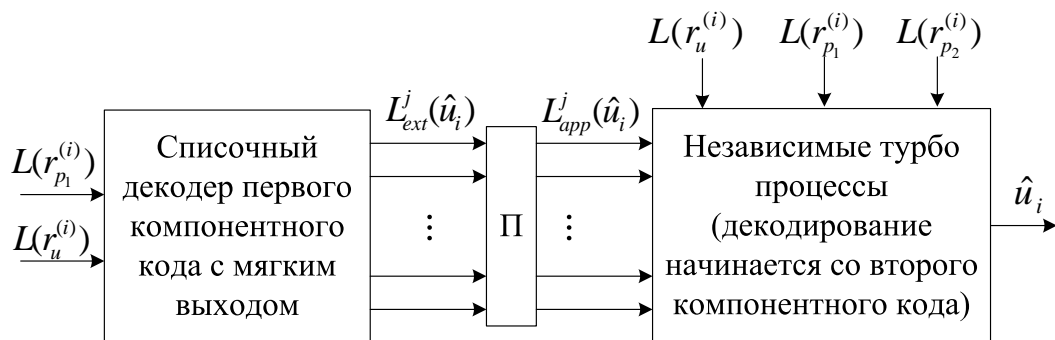 L(r_{p_1}^{(i)})
L(r_u^{(i)})
Списочный
декодер первого
компонентного
кода с мягким
выходом
L_{ext}^{j}(û_i)
⋮
П
L_{app}^{j}(û_i)
⋮
L(r_u^{(i)}) L(r_{p_1}^{(i)}) L(r_{p_2}^{(i)})
Независимые турбо
процессы
(декодирование
начинается со второго
компонентного кода)
û_i